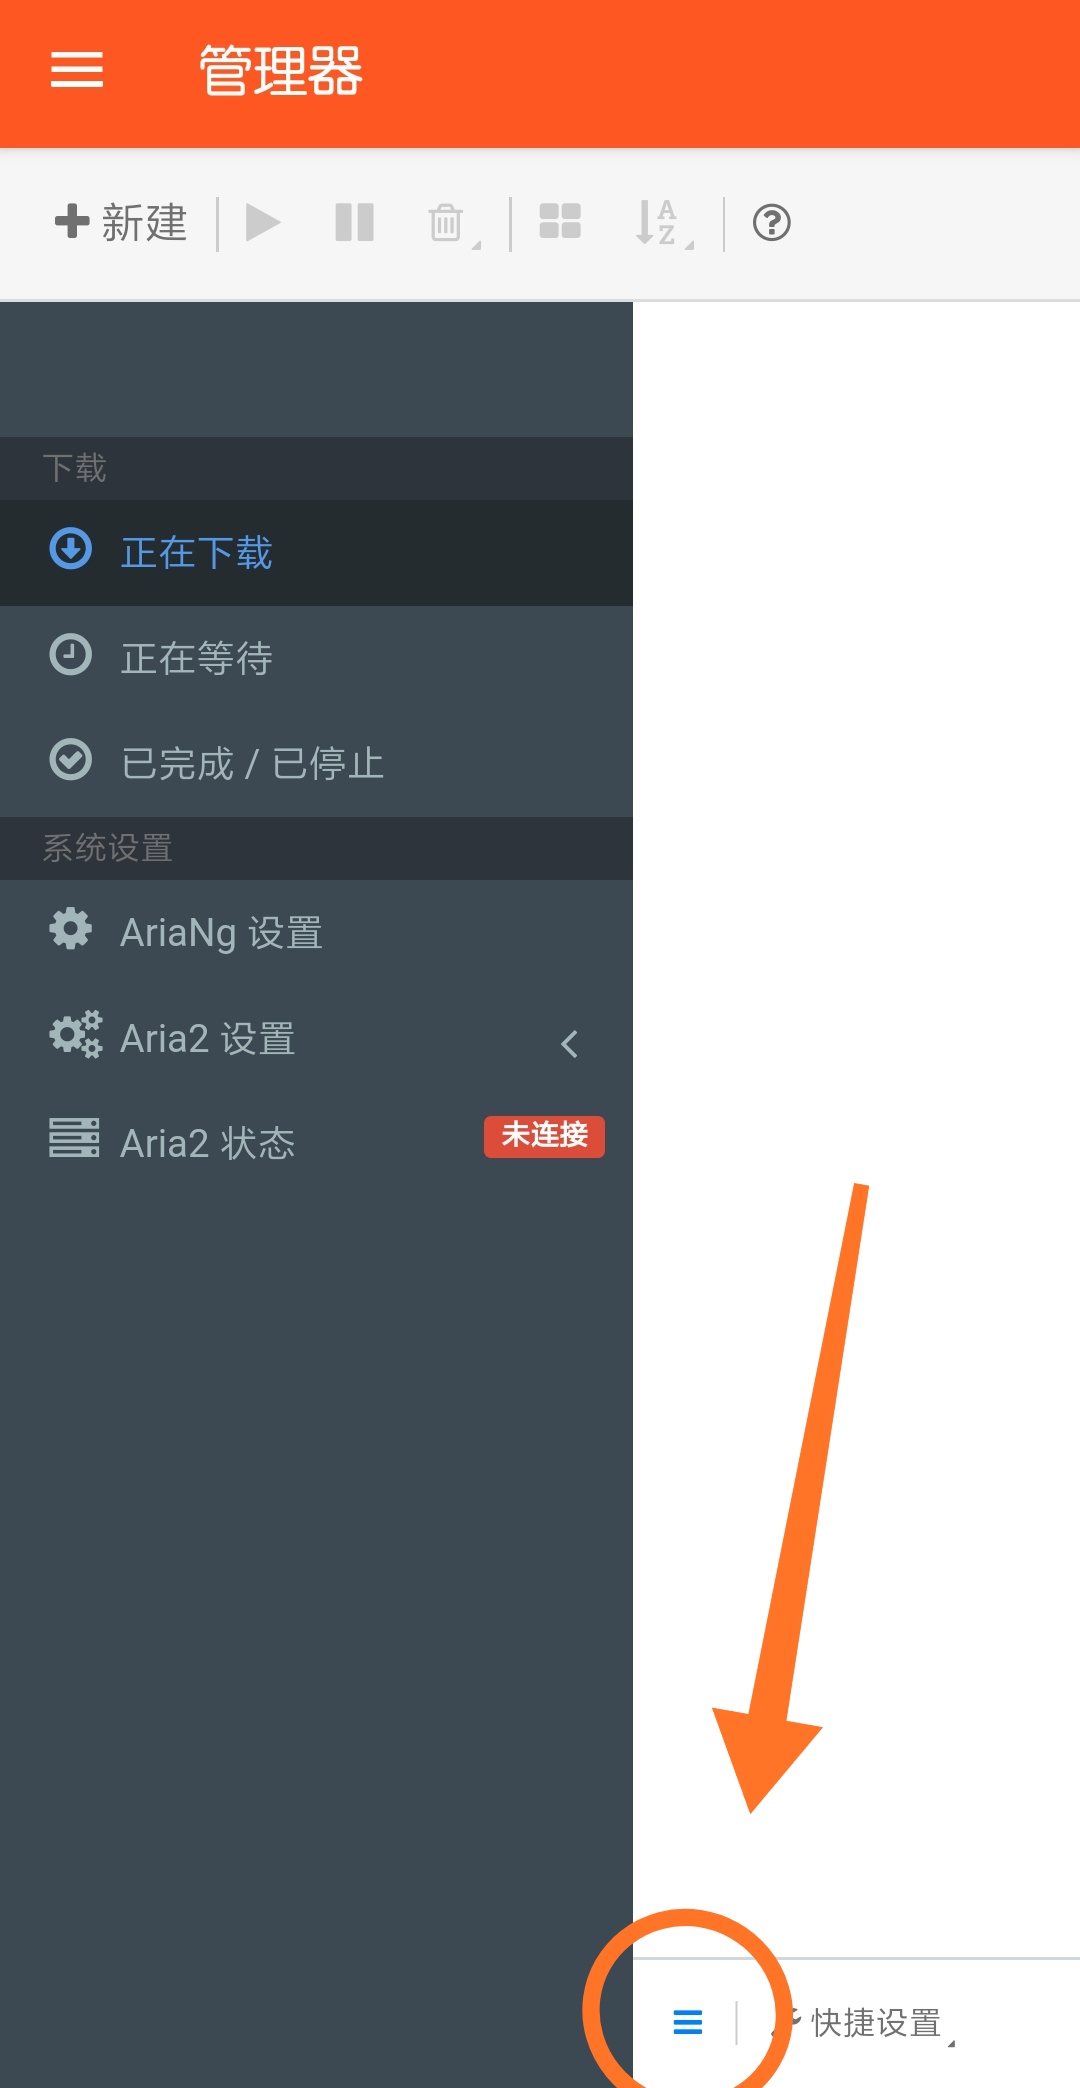 管理器
新建
下载
正在下载
正在等待
已完成 / 已停止
系统设置
AriaNg 设置
Aria2 设置
Aria2 状态 未连接
快捷设置